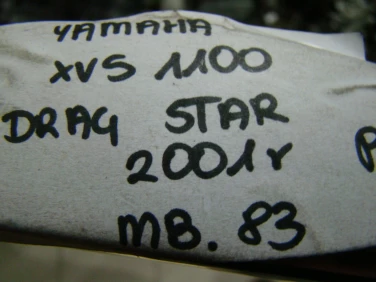 YAMAHA
XVS 1100
DRAG STAR
2001r P
MB. 83